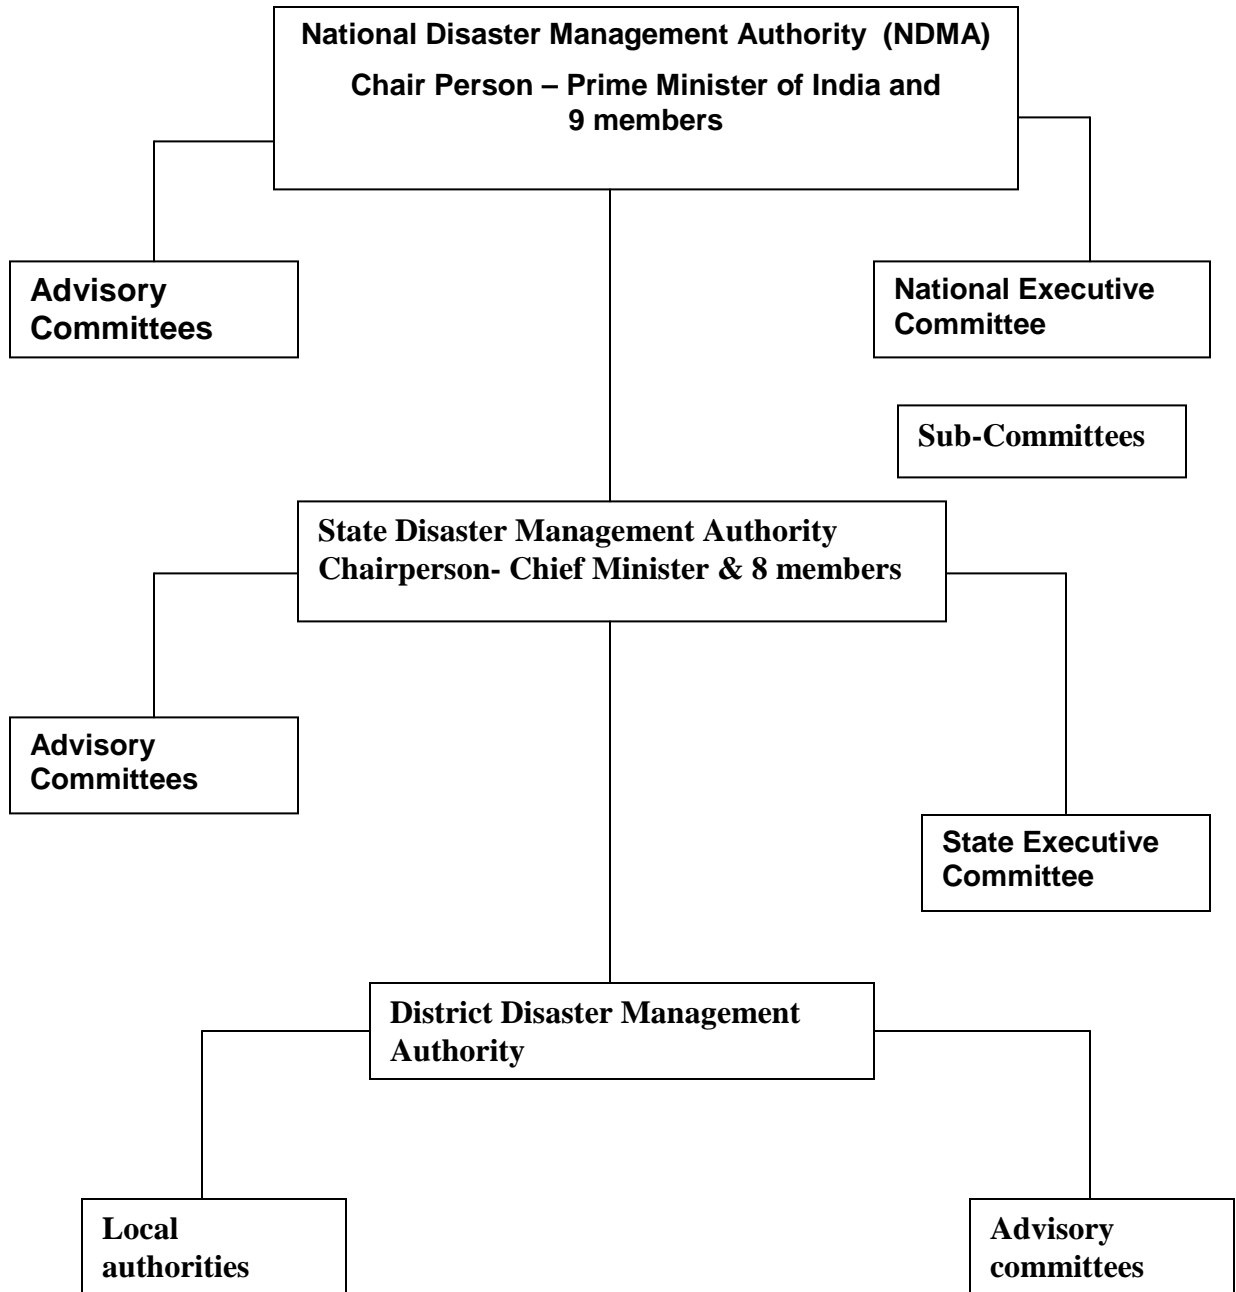 National Disaster Management Authority (NDMA)
Chair Person – Prime Minister of India and
9 members
Advisory
Committees
National Executive
Committee
Sub-Committees
State Disaster Management Authority
Chairperson- Chief Minister & 8 members
Advisory
Committees
State Executive
Committee
District Disaster Management
Authority
Local
authorities
Advisory
committees